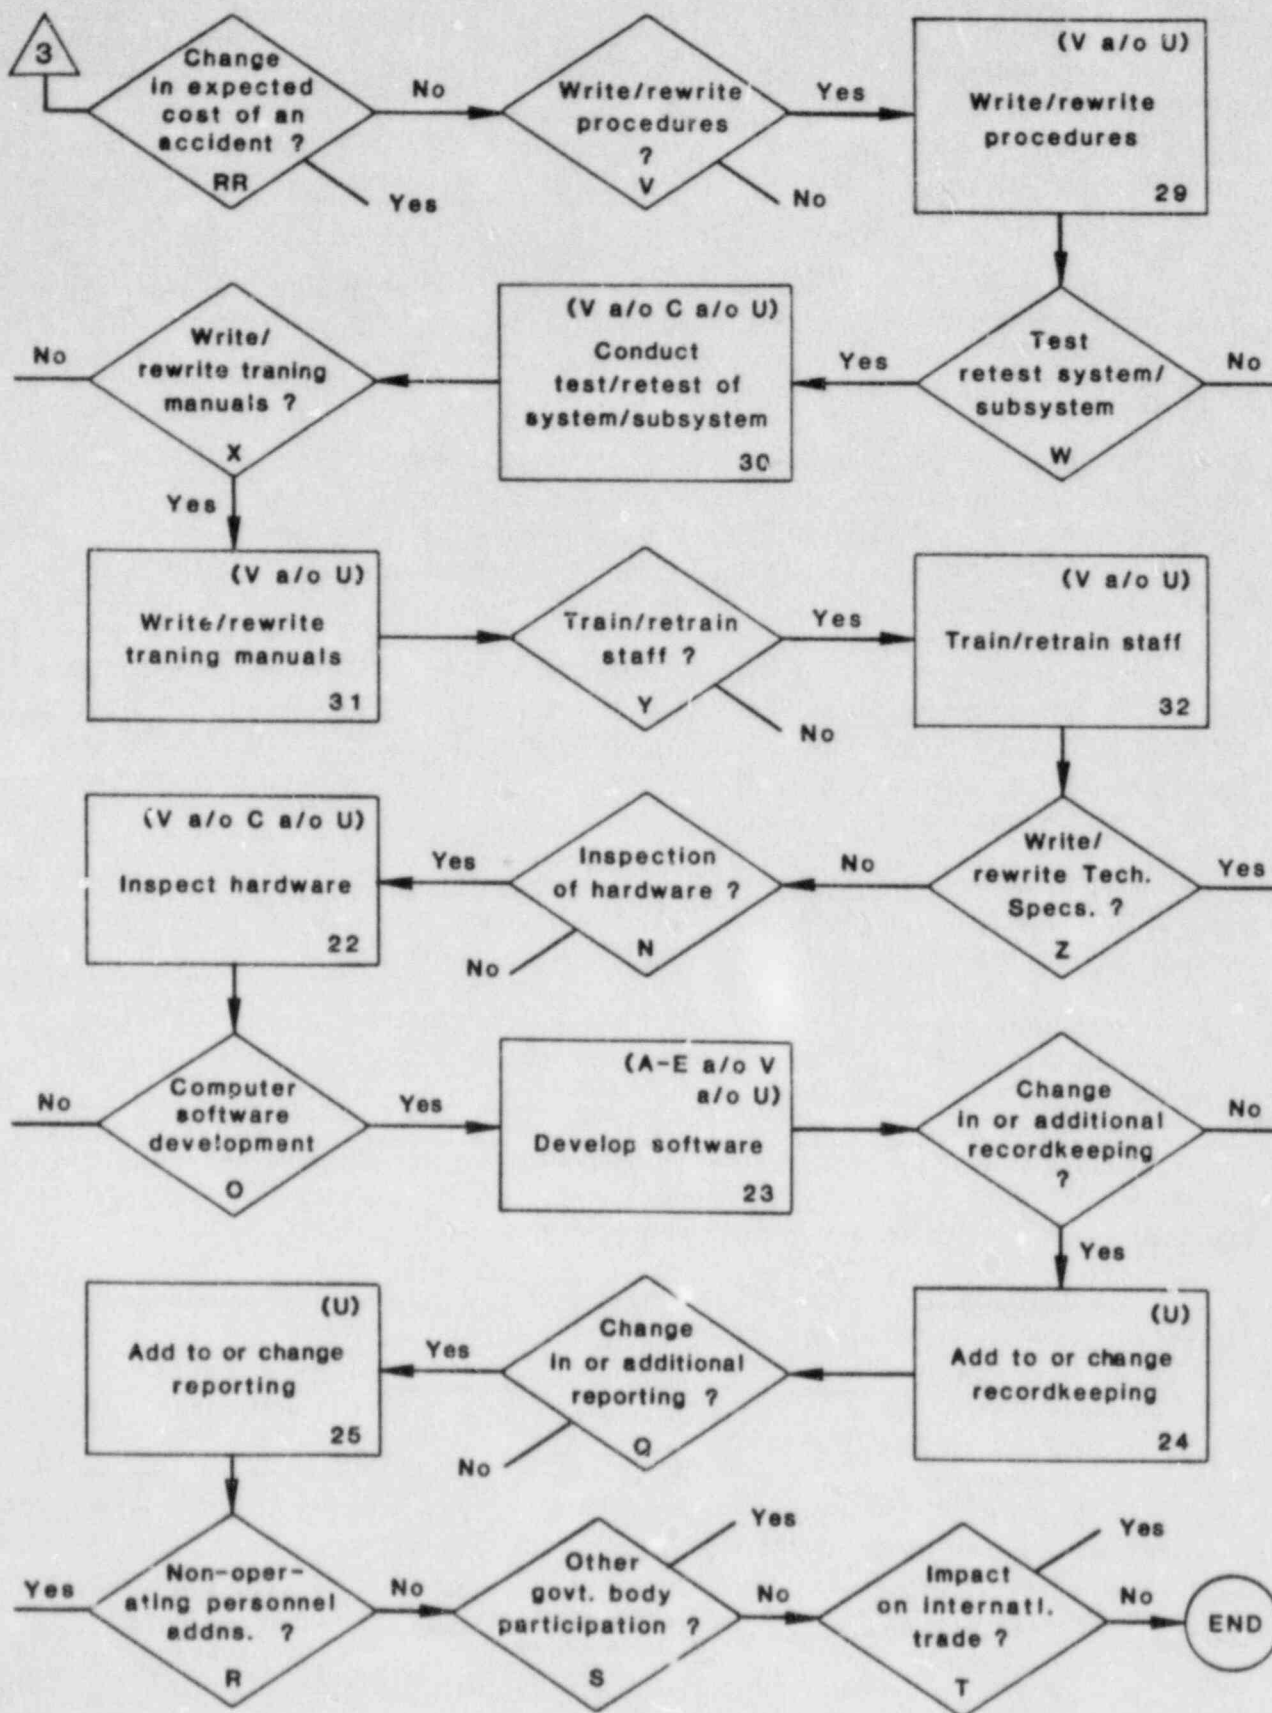 3
Change
in expected
cost of an
accident ?
RR
No
Yes
Write/rewrite
procedures
?
V
Yes
No
(V a/o U)
Write/rewrite
procedures
29
No
Write/
rewrite traning
manuals ?
X
Yes
(V a/o C a/o U)
Conduct
test/retest of
system/subsystem
30
Yes
Test
retest system/
subsystem
W
No
(V a/o U)
Write/rewrite
traning manuals
31
Train/retrain
staff ?
Y
Yes
No
(V a/o U)
Train/retrain staff
32
(V a/o C a/o U)
Inspect hardware
22
Yes
Inspection
of hardware ?
N
No
No
Write/
rewrite Tech.
Specs. ?
Z
Yes
No
Computer
software
development
O
Yes
(A-E a/o V
a/o U)
Develop software
23
Change
in or additional
recordkeeping
?
No
Yes
(U)
Add to or change
reporting
25
Yes
Change
in or additional
reporting ?
Q
No
(U)
Add to or change
recordkeeping
24
Yes
Non-oper-
ating personnel
addns. ?
R
No
Other
govt. body
participation ?
S
Yes
No
Impact
on internatl.
trade ?
T
Yes
No
END